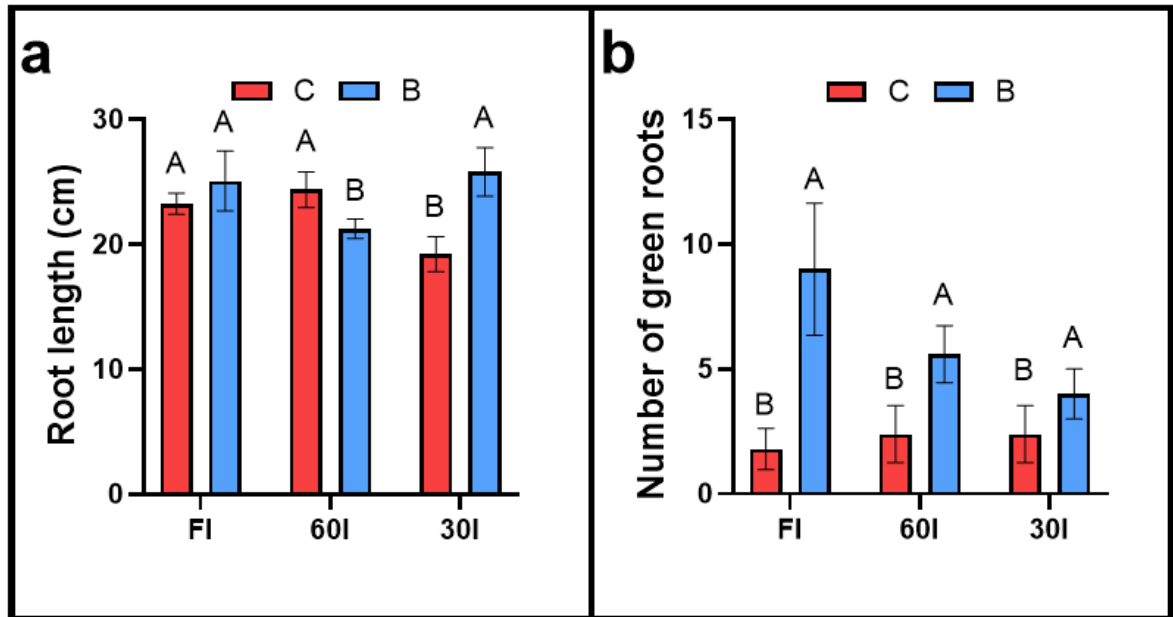 a
C B
Root length (cm)
30
20
10
0
A A A B B A
FI 60I 30I
b
C B
Number of green roots
15
10
5
0
B A B A B A
FI 60I 30I